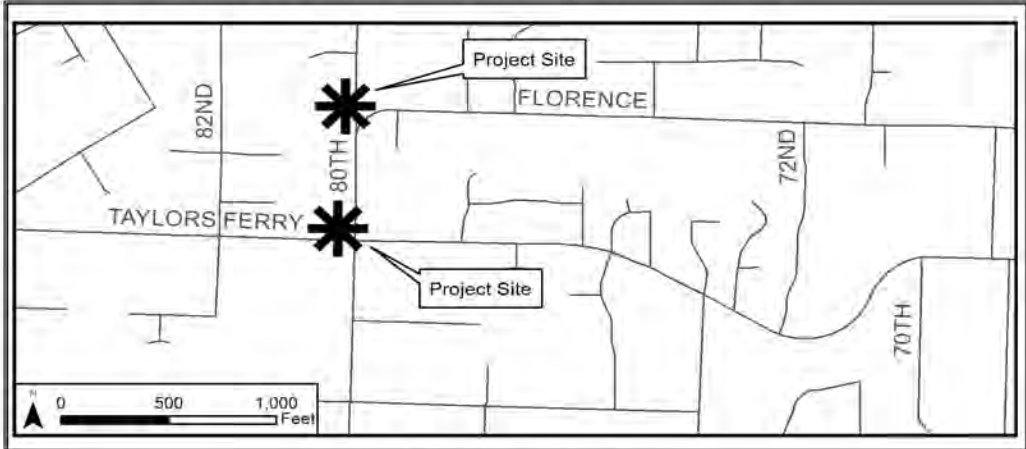 Project Site
FLORENCE
82ND
80TH
72ND
TAYLORS FERRY
Project Site
70TH
N
0 500 1,000
Feet